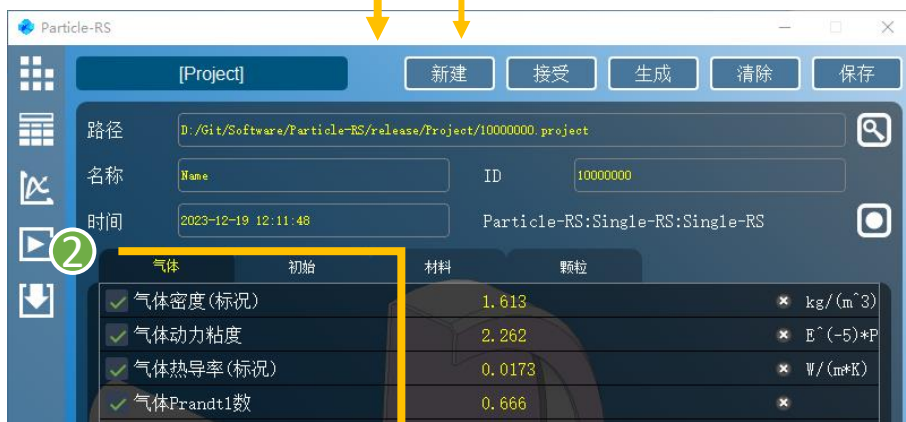 Particle-RS
[Project] 新建 接受 生成 清除 保存
路径 D:/Git/Software/Particle-RS/release/Project/10000000.project
名称 Name ID 10000000
时间 2023-12-19 12:11:48 Particle-RS:Single-RS:Single-RS
2
气体 初始 材料 颗粒
气体密度(标况) 1.613 kg/(m^3)
气体动力粘度 2.262 E^(-5)*P
气体热导率(标况) 0.0173 W/(m*K)
气体Prandtl数 0.666